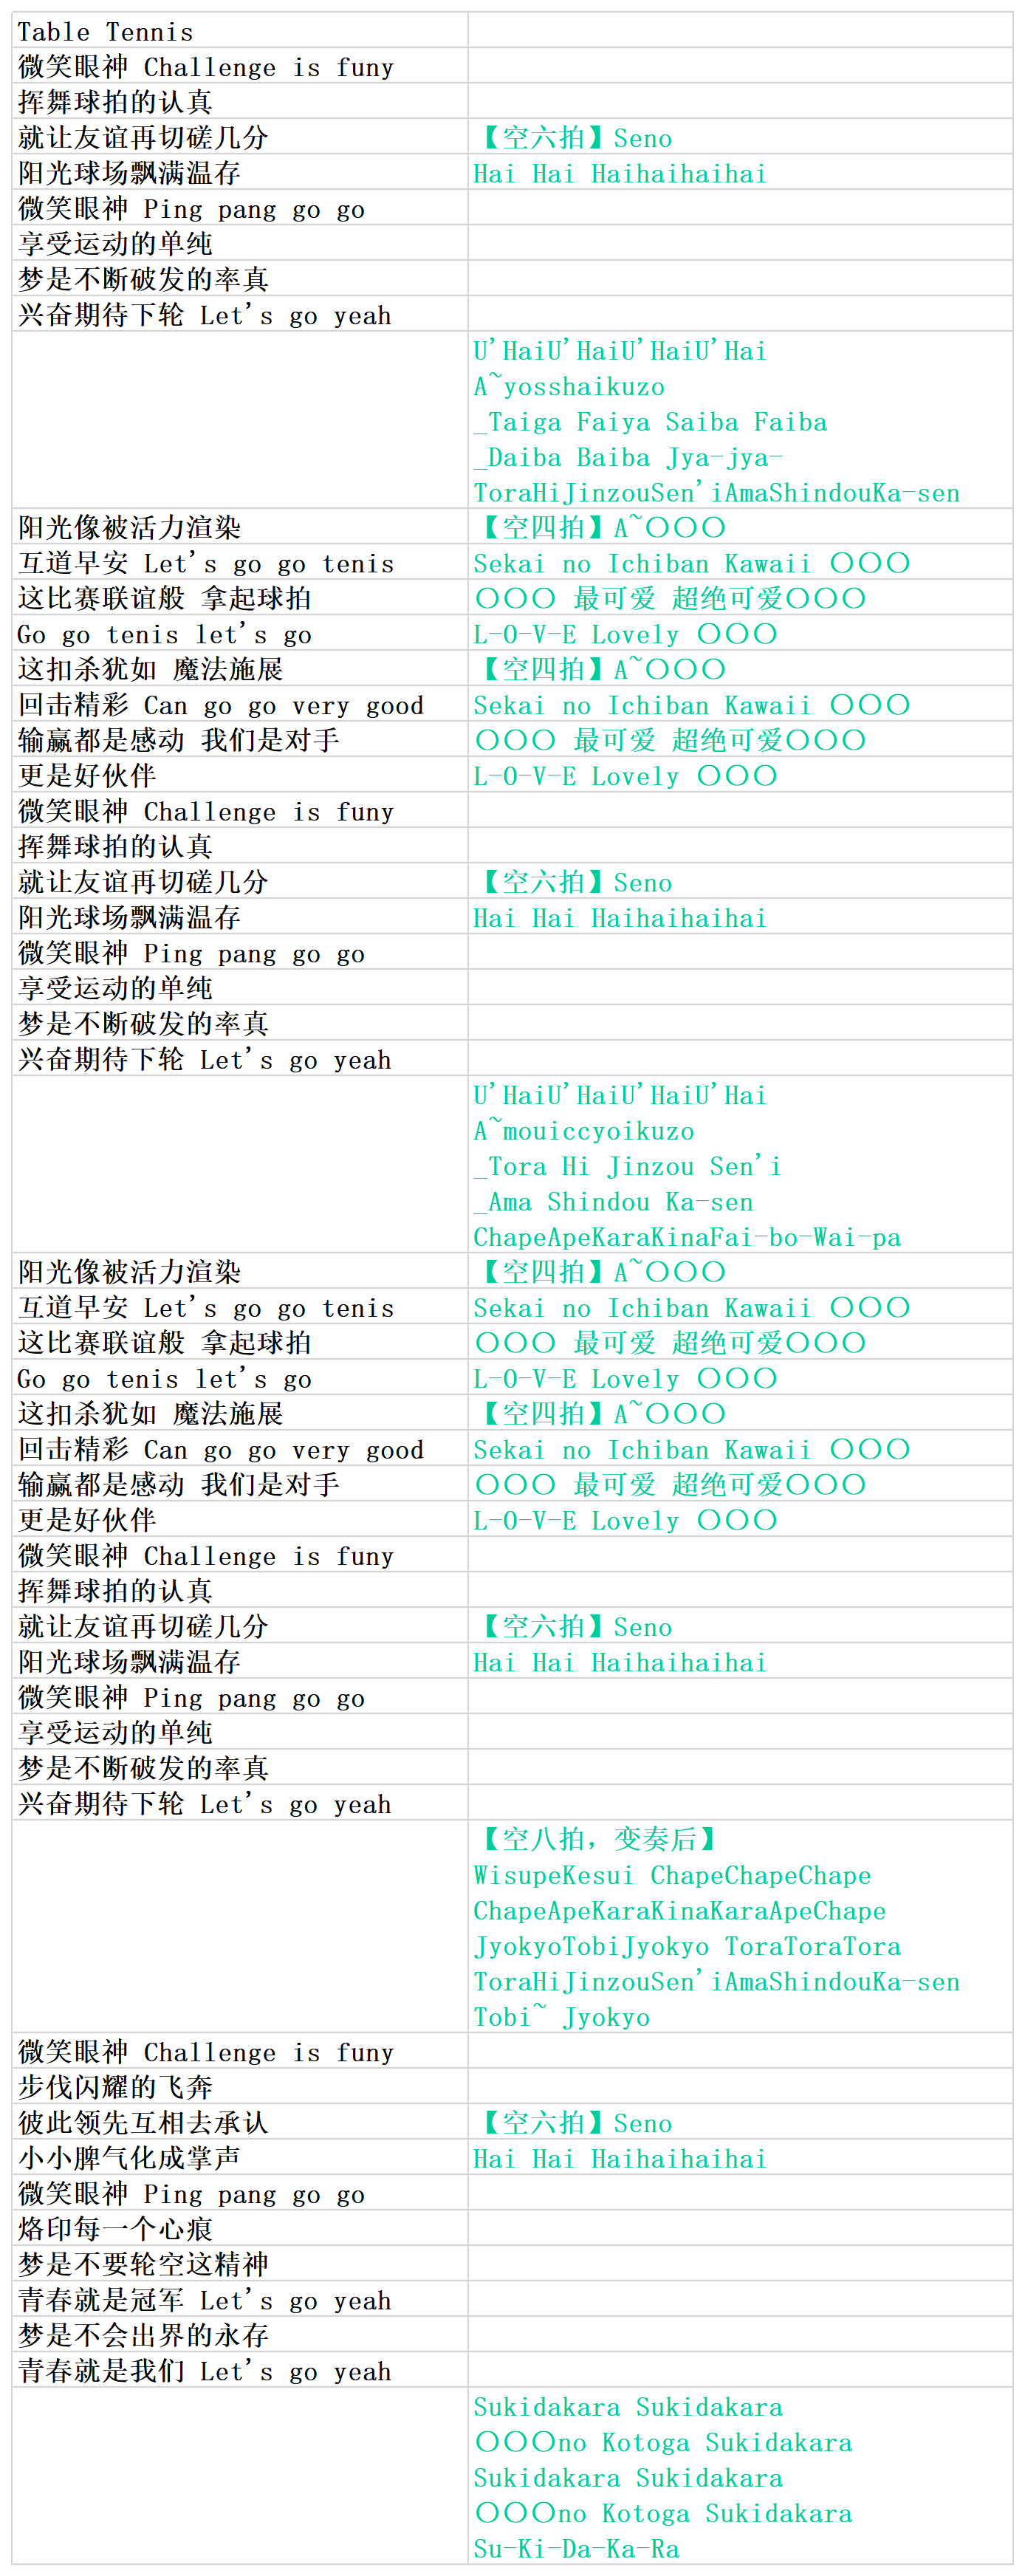 Table Tennis
微笑眼神 Challenge is funy
挥舞球拍的认真
就让友谊再切磋几分 【空六拍】Seno
阳光球场飘满温存 Hai Hai Haihaihaihai
微笑眼神 Ping pang go go
享受运动的单纯
梦是不断破发的率真
兴奋期待下轮 Let's go yeah
U'HaiU'HaiU'HaiU'Hai
A~yosshaikuzo
_Taiga Faiya Saiba Faiba
_Daiba Baiba Jya-jya-
ToraHiJinzouSen'iAmaShindouKa-sen
阳光像被活力渲染 【空四拍】A~〇〇〇
互道早安 Let's go go tenis Sekai no Ichiban Kawaii 〇〇〇
这比赛联谊般 拿起球拍 〇〇〇 最可爱 超绝可爱〇〇〇
Go go tenis let's go L-O-V-E Lovely 〇〇〇
这扣杀犹如 魔法施展 【空四拍】A~〇〇〇
回击精彩 Can go go very good Sekai no Ichiban Kawaii 〇〇〇
输赢都是感动 我们是对手 〇〇〇 最可爱 超绝可爱〇〇〇
更是好伙伴 L-O-V-E Lovely 〇〇〇
微笑眼神 Challenge is funy
挥舞球拍的认真
就让友谊再切磋几分 【空六拍】Seno
阳光球场飘满温存 Hai Hai Haihaihaihai
微笑眼神 Ping pang go go
享受运动的单纯
梦是不断破发的率真
兴奋期待下轮 Let's go yeah
U'HaiU'HaiU'HaiU'Hai
A~mouiccyoikuzo
_Tora Hi Jinzou Sen'i
_Ama Shindou Ka-sen
ChapeApeKaraKinaFai-bo-Wai-pa
阳光像被活力渲染 【空四拍】A~〇〇〇
互道早安 Let's go go tenis Sekai no Ichiban Kawaii 〇〇〇
这比赛联谊般 拿起球拍 〇〇〇 最可爱 超绝可爱〇〇〇
Go go tenis let's go L-O-V-E Lovely 〇〇〇
这扣杀犹如 魔法施展 【空四拍】A~〇〇〇
回击精彩 Can go go very good Sekai no Ichiban Kawaii 〇〇〇
输赢都是感动 我们是对手 〇〇〇 最可爱 超绝可爱〇〇〇
更是好伙伴 L-O-V-E Lovely 〇〇〇
微笑眼神 Challenge is funy
挥舞球拍的认真
就让友谊再切磋几分 【空六拍】Seno
阳光球场飘满温存 Hai Hai Haihaihaihai
微笑眼神 Ping pang go go
享受运动的单纯
梦是不断破发的率真
兴奋期待下轮 Let's go yeah
【空八拍，变奏后】
WisupeKesui ChapeChapeChape
ChapeApeKaraKinaKaraApeChape
JyokyoTobiJyokyo ToraToraTora
ToraHiJinzouSen'iAmaShindouKa-sen
Tobi~ Jyokyo
微笑眼神 Challenge is funy
步伐闪耀的飞奔
彼此领先互相去承认 【空六拍】Seno
小小脾气化成掌声 Hai Hai Haihaihaihai
微笑眼神 Ping pang go go
烙印每一个心痕
梦是不要轮空这精神
青春就是冠军 Let's go yeah
梦是不会出界的永存
青春就是我们 Let's go yeah
Sukidakara Sukidakara
〇〇〇no Kotoga Sukidakara
Sukidakara Sukidakara
〇〇〇no Kotoga Sukidakara
Su-Ki-Da-Ka-Ra